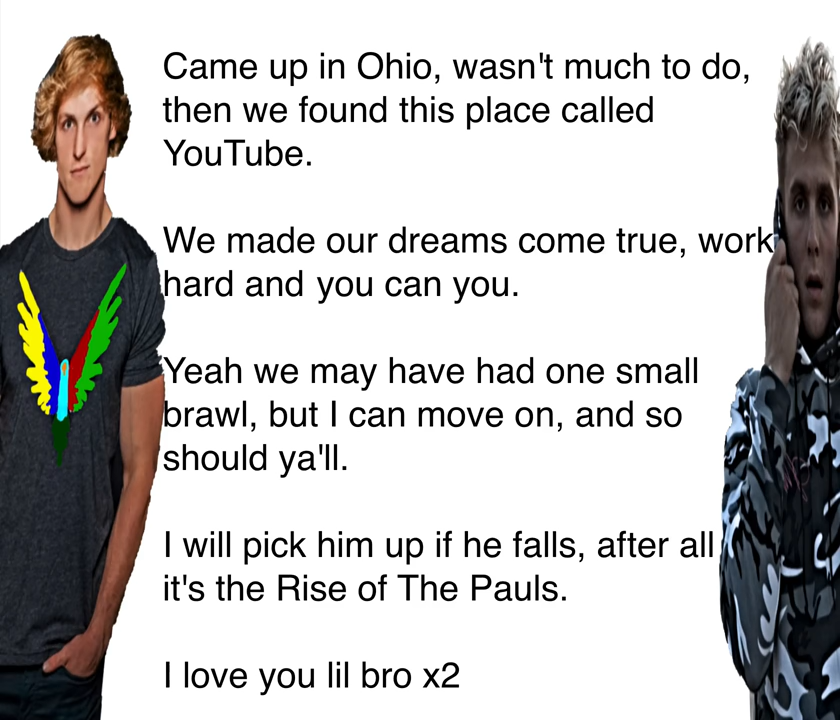 Came up in Ohio, wasn't much to do,
then we found this place called
YouTube.
We made our dreams come true, work
hard and you can you.
Yeah we may have had one small
brawl, but I can move on, and so
should ya'll.
I will pick him up if he falls, after all
it's the Rise of The Pauls.
I love you lil bro x2